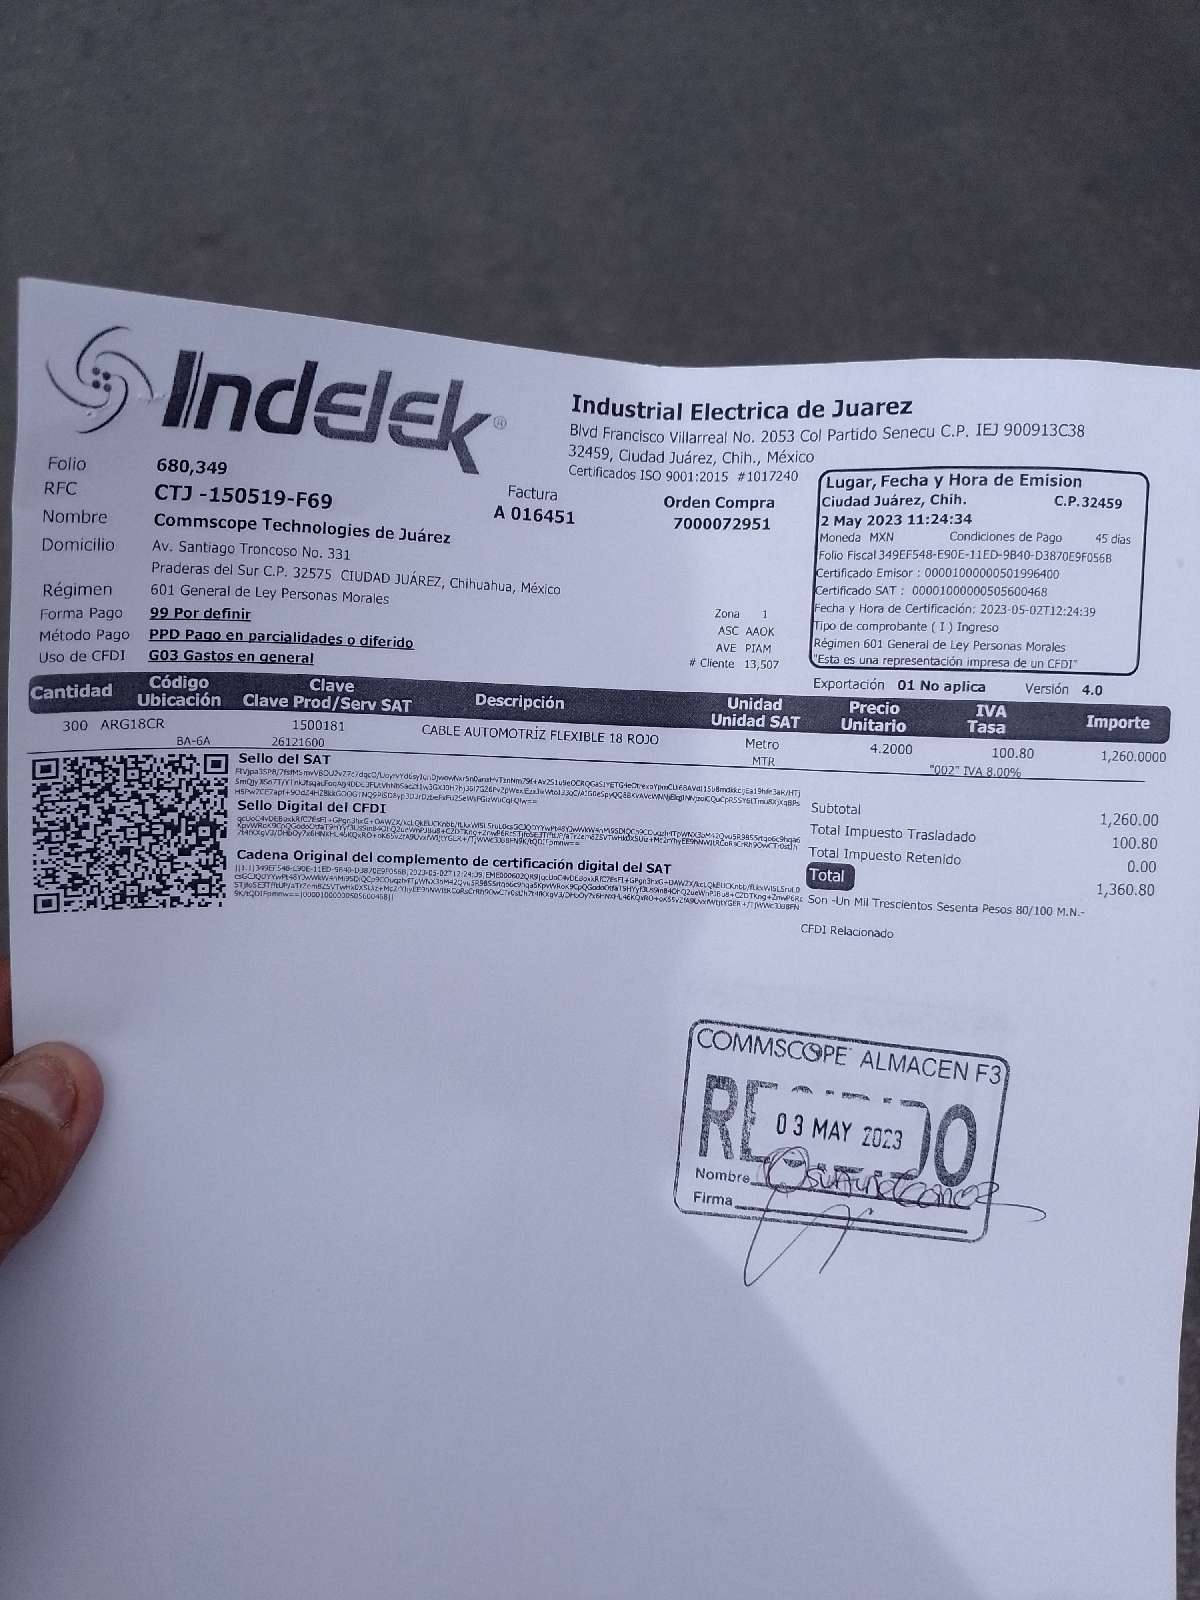 Indelek®
Industrial Electrica de Juarez
Blvd Francisco Villarreal No. 2053 Col Partido Senecu C.P. IEJ 900913C38
32459, Ciudad Juárez, Chih., México
Certificados ISO 9001:2015 #1017240
Folio 680,349
RFC CTJ -150519-F69
Nombre Commscope Technologies de Juárez
Domicilio Av. Santiago Troncoso No. 331
Praderas del Sur C.P. 32575 CIUDAD JUÁREZ, Chihuahua, México
Régimen 601 General de Ley Personas Morales
Forma Pago 99 Por definir
Método Pago PPD Pago en parcialidades o diferido
Uso de CFDI G03 Gastos en general
Factura
A 016451
Orden Compra
7000072951
Zona 1
ASC AAOK
AVE PIAM
# Cliente 13,507
Lugar, Fecha y Hora de Emision
Ciudad Juárez, Chih. C.P.32459
2 May 2023 11:24:34
Moneda MXN Condiciones de Pago 45 días
Folio Fiscal 349EF548-E90E-11ED-9B40-D3870E9F056B
Certificado Emisor : 00001000000501996400
Certificado SAT : 00001000000505600468
Fecha y Hora de Certificación: 2023-05-02T12:24:39
Tipo de comprobante ( I ) Ingreso
Régimen 601 General de Ley Personas Morales
"Esta es una representación impresa de un CFDI"
Exportación 01 No aplica Versión 4.0
Cantidad Código Ubicación Clave Clave Prod/Serv SAT Descripción Unidad Unidad SAT Precio Unitario IVA Tasa Importe
300 ARG18CR 1500181 CABLE AUTOMOTRÍZ FLEXIBLE 18 ROJO Metro 4.2000 100.80 1,260.0000
BA-6A 26121600 MTR "002" IVA 8.00%
Sello del SAT
Sello Digital del CFDI
Cadena Original del complemento de certificación digital del SAT
Subtotal 1,260.00
Total Impuesto Trasladado 100.80
Total Impuesto Retenido 0.00
Total 1,360.80
Son -Un Mil Trescientos Sesenta Pesos 80/100 M.N.-
CFDI Relacionado
COMMSCOPE ALMACEN F3
RECIBIDO
03 MAY 2023
Nombre
Firma